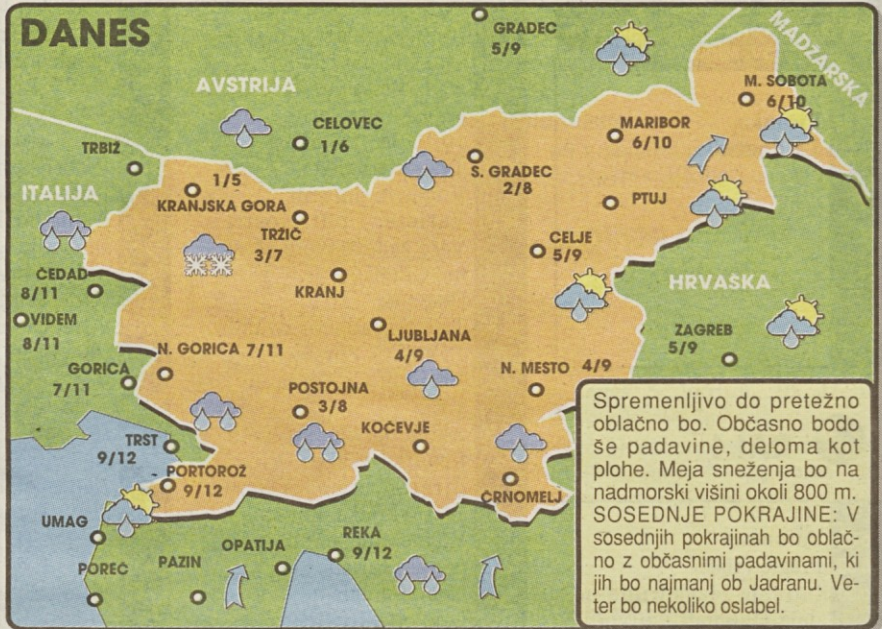 DANES
GRADEC
5/9
MADŽARSKA
AVSTRIJA
M. SOBOTA
6/10
CELOVEC
1/6
MARIBOR
6/10
TRBIŽ
S. GRADEC
2/8
1/5
KRANJSKA GORA
ITALIJA
PTUJ
TRŽIČ
3/7
CELJE
5/9
ČEDAD
8/11
KRANJ
HRVAŠKA
VIDEM
8/11
LJUBLJANA
4/9
ZAGREB
5/9
N. GORICA 7/11
GORICA
7/11
N. MESTO 4/9
POSTOJNA
3/8
KOČEVJE
TRST
9/12
PORTOROŽ
9/12
ČRNOMELJ
UMAG
REKA
9/12
OPATIJA
PAZIN
POREČ
Spremenljivo do pretežno
oblačno bo. Občasno bodo
še padavine, deloma kot
plohe. Meja sneženja bo na
nadmorski višini okoli 800 m.
SOSEDNJE POKRAJINE: V
sosednjih pokrajinah bo oblač-
no z občasnimi padavinami, ki
jih bo najmanj ob Jadranu. Ve-
ter bo nekoliko oslabel.